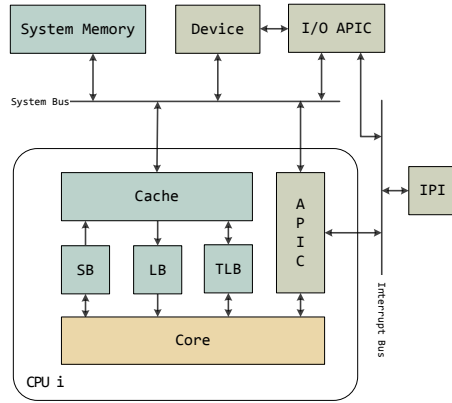 System Memory
Device
I/O APIC
System Bus
Cache
A
P
I
C
IPI
SB
LB
TLB
Interrupt Bus
Core
CPU i